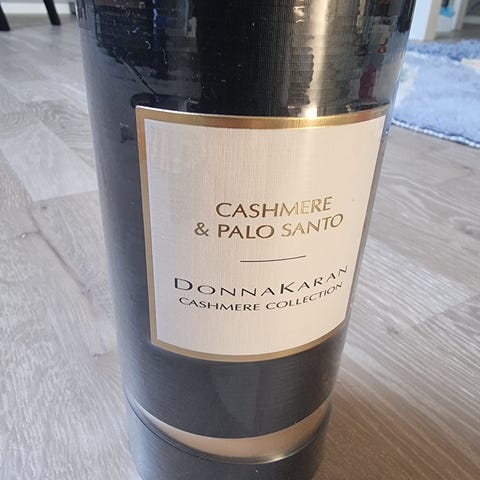 CASHMERE
& PALO SANTO
DONNAKARAN
CASHMERE COLLECTION